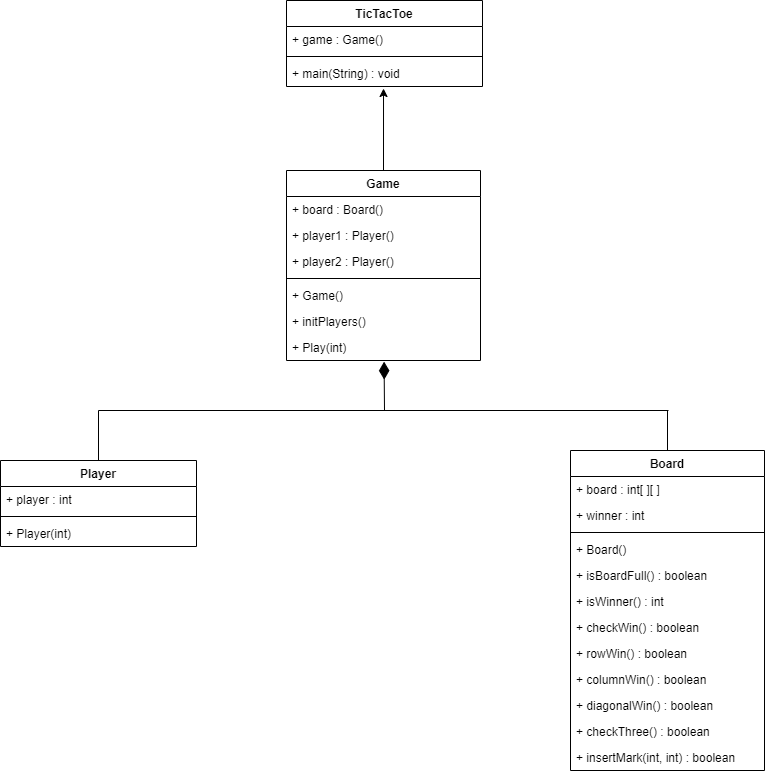 TicTacToe
+ game : Game()
+ main(String) : void
Game
+ board : Board()
+ player1 : Player()
+ player2 : Player()
+ Game()
+ initPlayers()
+ Play(int)
Player
+ player : int
+ Player(int)
Board
+ board : int[ ][ ]
+ winner : int
+ Board()
+ isBoardFull() : boolean
+ isWinner() : int
+ checkWin() : boolean
+ rowWin() : boolean
+ columnWin() : boolean
+ diagonalWin() : boolean
+ checkThree() : boolean
+ insertMark(int, int) : boolean